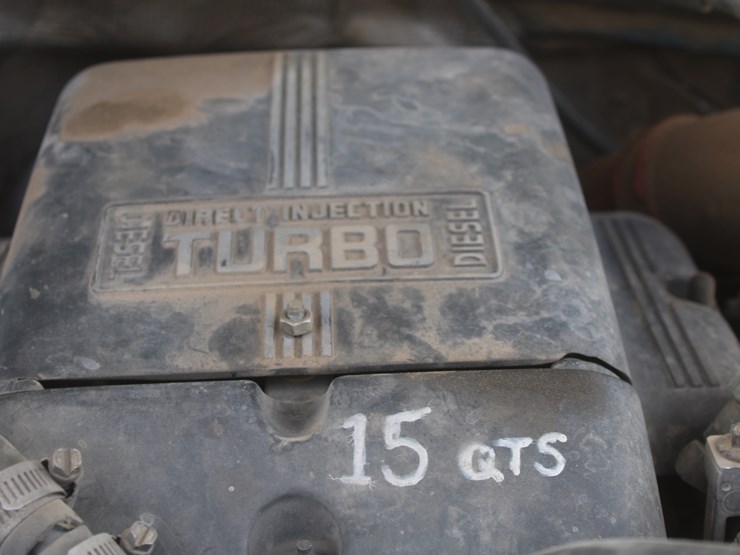 DIRECT INJECTION
DIESEL TURBO DIESEL
15 QTS